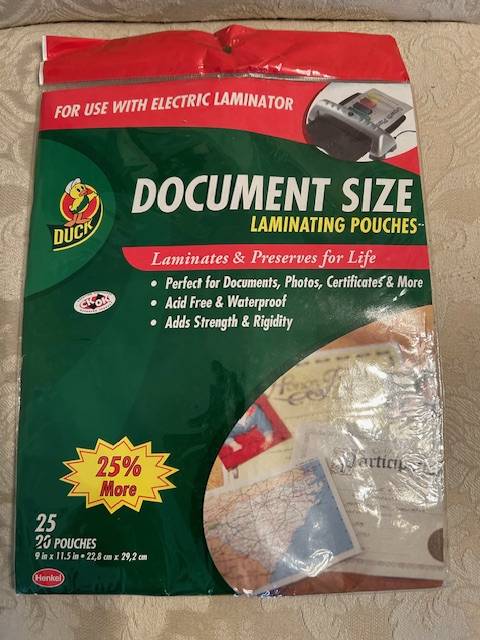 FOR USE WITH ELECTRIC LAMINATOR
DUCK
DOCUMENT SIZE
LAMINATING POUCHES
Laminates & Preserves for Life
• Perfect for Documents, Photos, Certificates & More
• Acid Free & Waterproof
• Adds Strength & Rigidity
CK OK
25%
More
25
20 POUCHES
9 in x 11.5 in • 22,8 cm x 29,2 cm
Henkel